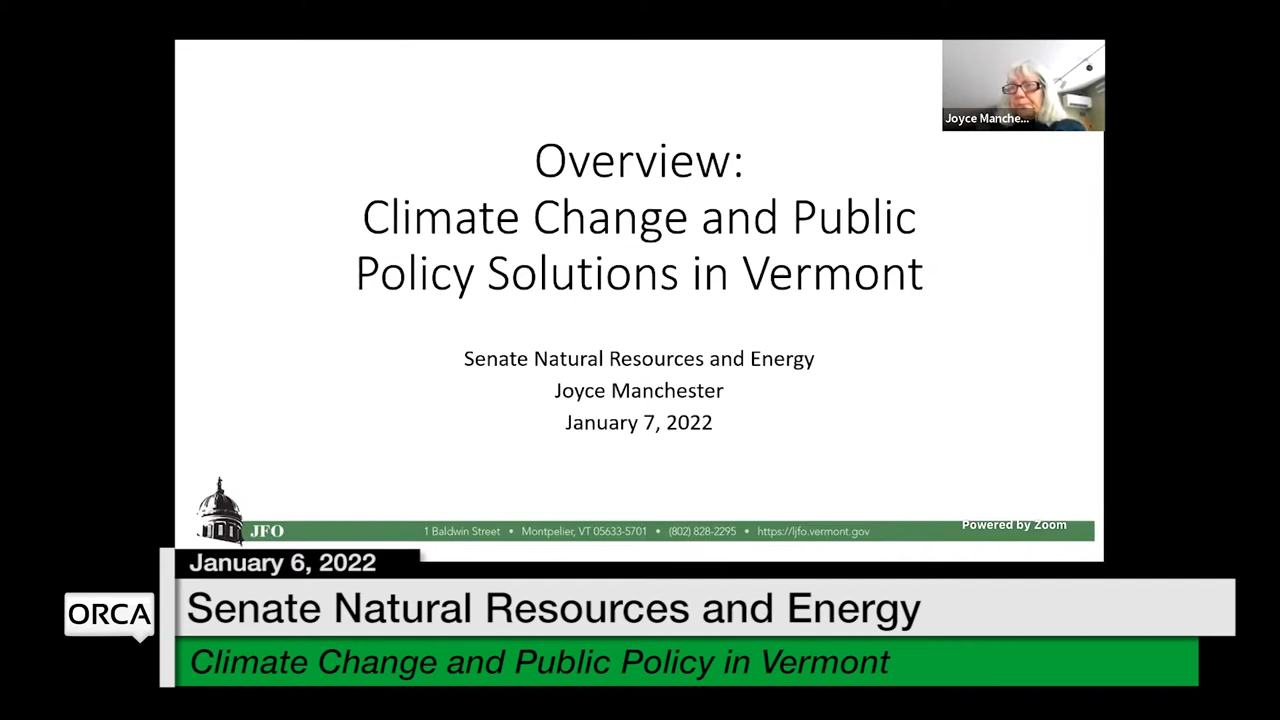 Joyce Manche...
Overview:
Climate Change and Public
Policy Solutions in Vermont
Senate Natural Resources and Energy
Joyce Manchester
January 7, 2022
JFO
1 Baldwin Street • Montpelier, VT 05633-5701 • (802) 828-2295 • https://ljfo.vermont.gov
Powered by Zoom
January 6, 2022
ORCA
Senate Natural Resources and Energy
Climate Change and Public Policy in Vermont